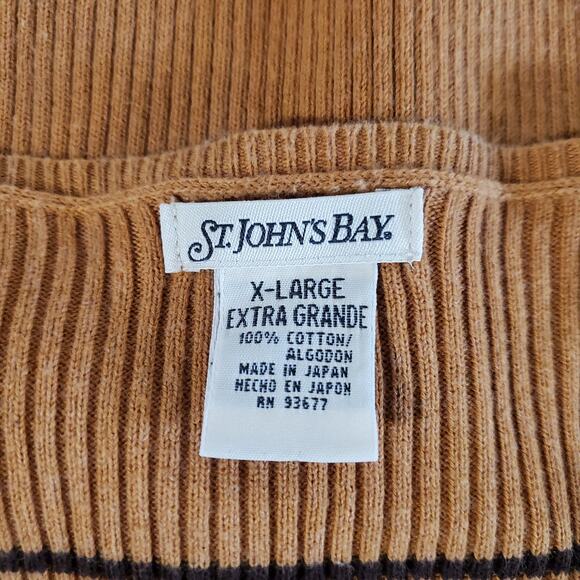 ST. JOHN'S BAY®
X-LARGE
EXTRA GRANDE
100% COTTON/
ALGODON
MADE IN JAPAN
HECHO EN JAPON
RN 93677